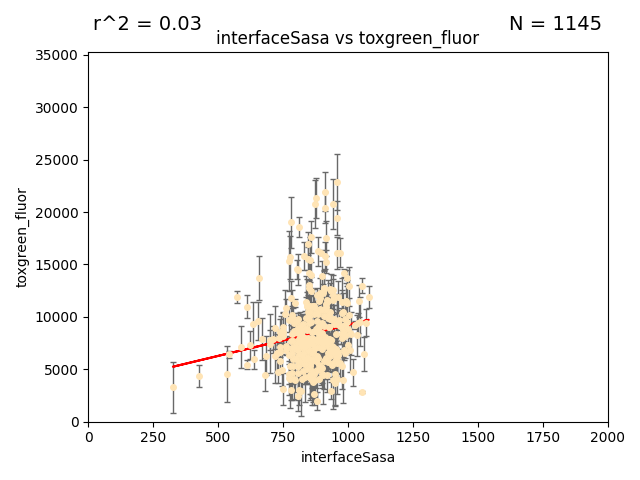 r^2 = 0.03
N = 1145
interfaceSasa vs toxgreen_fluor
35000
30000
25000
20000
15000
10000
5000
0
toxgreen_fluor
0 250 500 750 1000 1250 1500 1750 2000
interfaceSasa